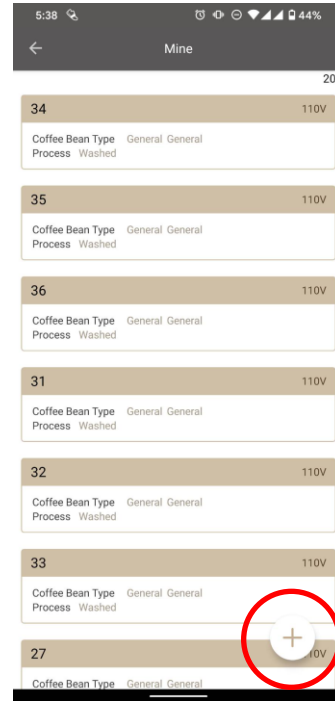 5:38 44%
Mine
20
34 110V
Coffee Bean Type General General
Process Washed
35 110V
Coffee Bean Type General General
Process Washed
36 110V
Coffee Bean Type General General
Process Washed
31 110V
Coffee Bean Type General General
Process Washed
32 110V
Coffee Bean Type General General
Process Washed
33 110V
Coffee Bean Type General General
Process Washed
27 0V
Coffee Bean Type General General